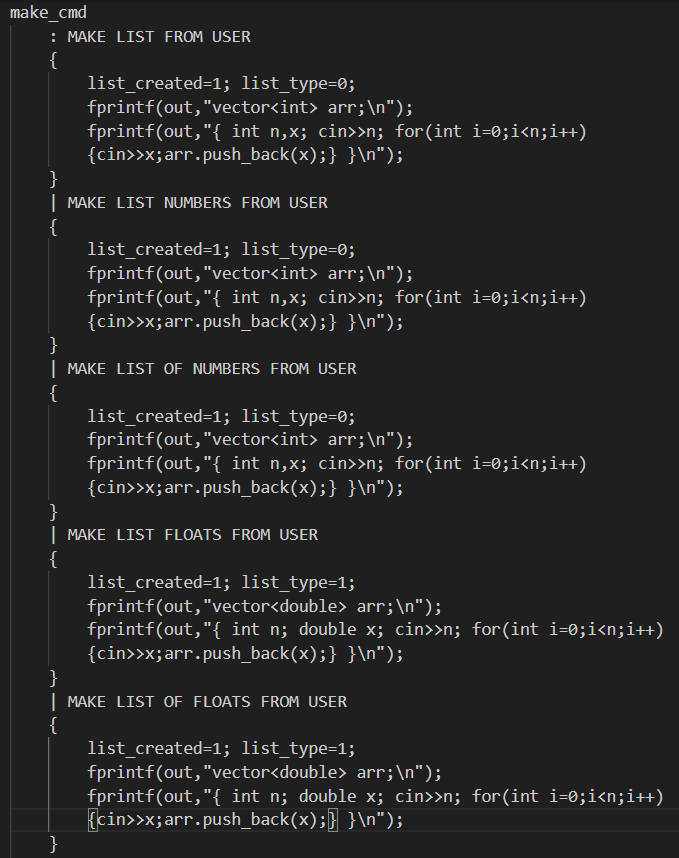 make_cmd
: MAKE LIST FROM USER
{
list_created=1; list_type=0;
fprintf(out,"vector<int> arr;\n");
fprintf(out,"{ int n,x; cin>>n; for(int i=0;i<n;i++)
{cin>>x;arr.push_back(x);} }\n");
}
| MAKE LIST NUMBERS FROM USER
{
list_created=1; list_type=0;
fprintf(out,"vector<int> arr;\n");
fprintf(out,"{ int n,x; cin>>n; for(int i=0;i<n;i++)
{cin>>x;arr.push_back(x);} }\n");
}
| MAKE LIST OF NUMBERS FROM USER
{
list_created=1; list_type=0;
fprintf(out,"vector<int> arr;\n");
fprintf(out,"{ int n,x; cin>>n; for(int i=0;i<n;i++)
{cin>>x;arr.push_back(x);} }\n");
}
| MAKE LIST FLOATS FROM USER
{
list_created=1; list_type=1;
fprintf(out,"vector<double> arr;\n");
fprintf(out,"{ int n; double x; cin>>n; for(int i=0;i<n;i++)
{cin>>x;arr.push_back(x);} }\n");
}
| MAKE LIST OF FLOATS FROM USER
{
list_created=1; list_type=1;
fprintf(out,"vector<double> arr;\n");
fprintf(out,"{ int n; double x; cin>>n; for(int i=0;i<n;i++)
{cin>>x;arr.push_back(x);} }\n");
}